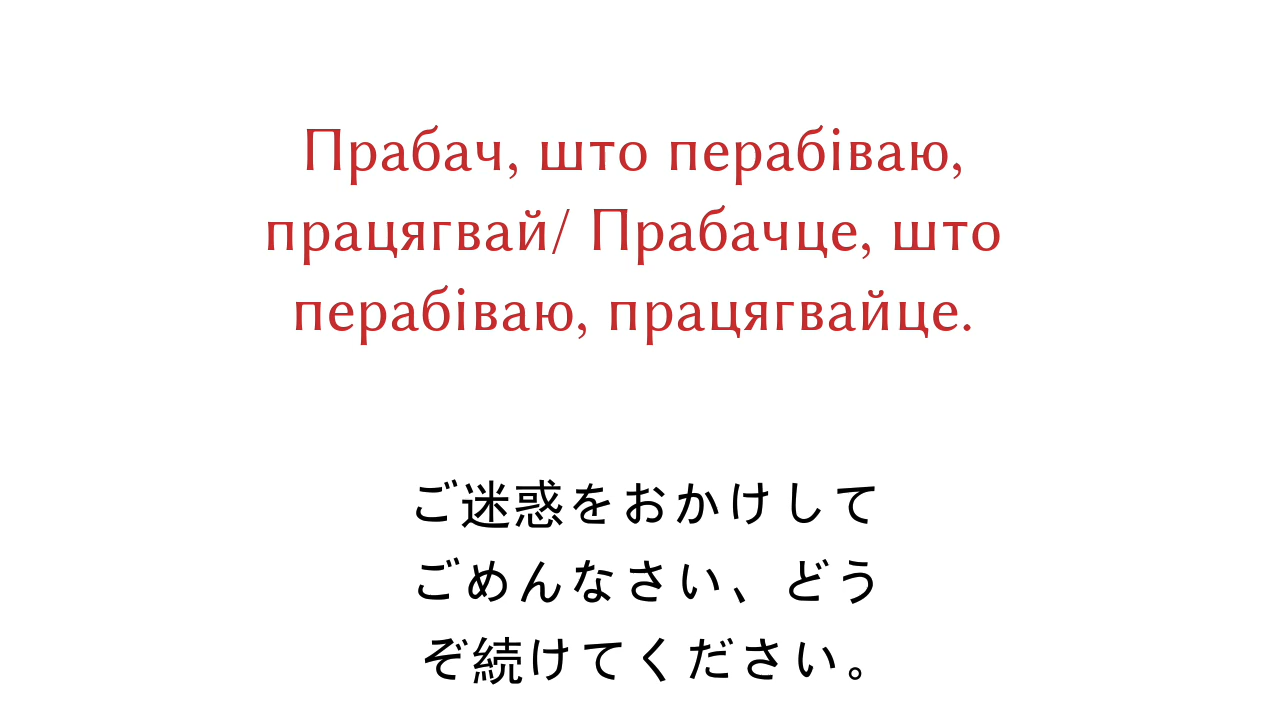 Прабач, што перабіваю,
працягвай/ Прабачце, што
перабіваю, працягвайце.
ご迷惑をおかけして
ごめんなさい、どう
ぞ続けてください。